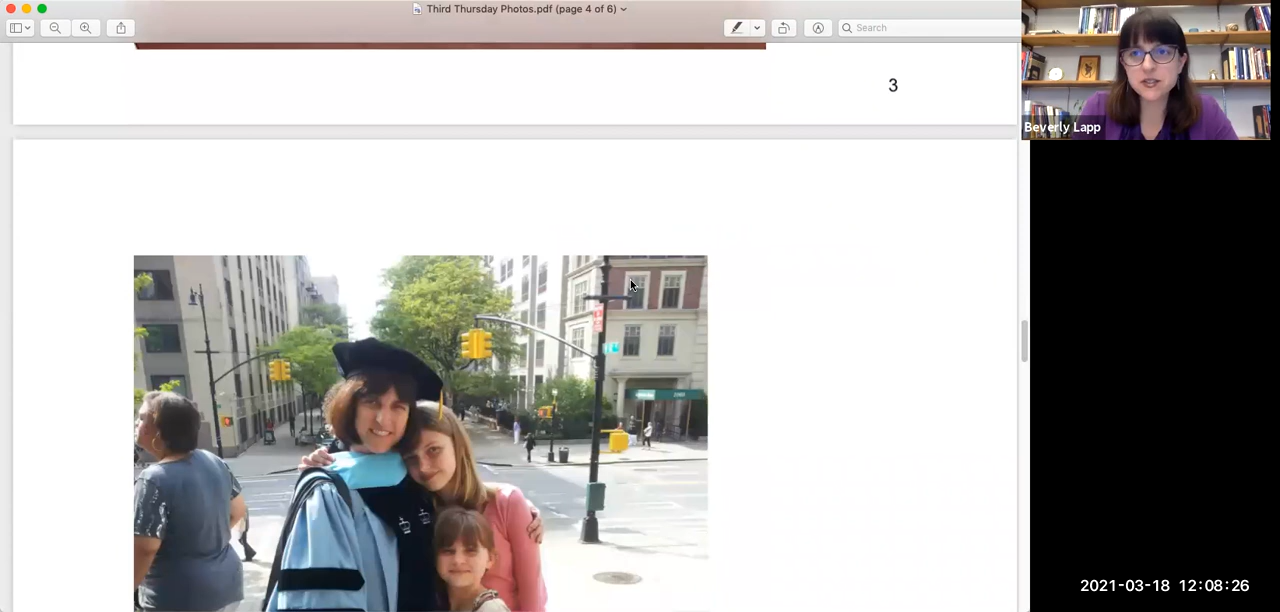 Third Thursday Photos.pdf (page 4 of 6)
Search
Beverly Lapp
3
2021-03-18 12:08:26